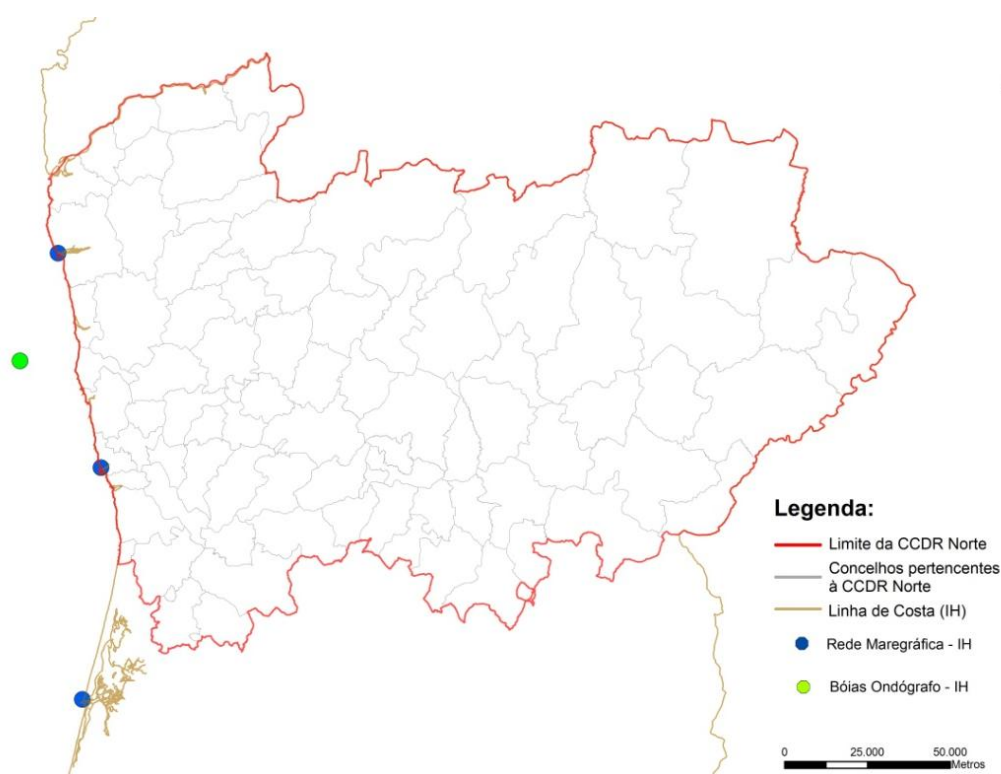 Legenda:
Limite da CCDR Norte
Concelhos pertencentes
à CCDR Norte
Linha de Costa (IH)
Rede Maregráfica - IH
Bóias Ondógrafo - IH
0 25.000 50.000
Metros